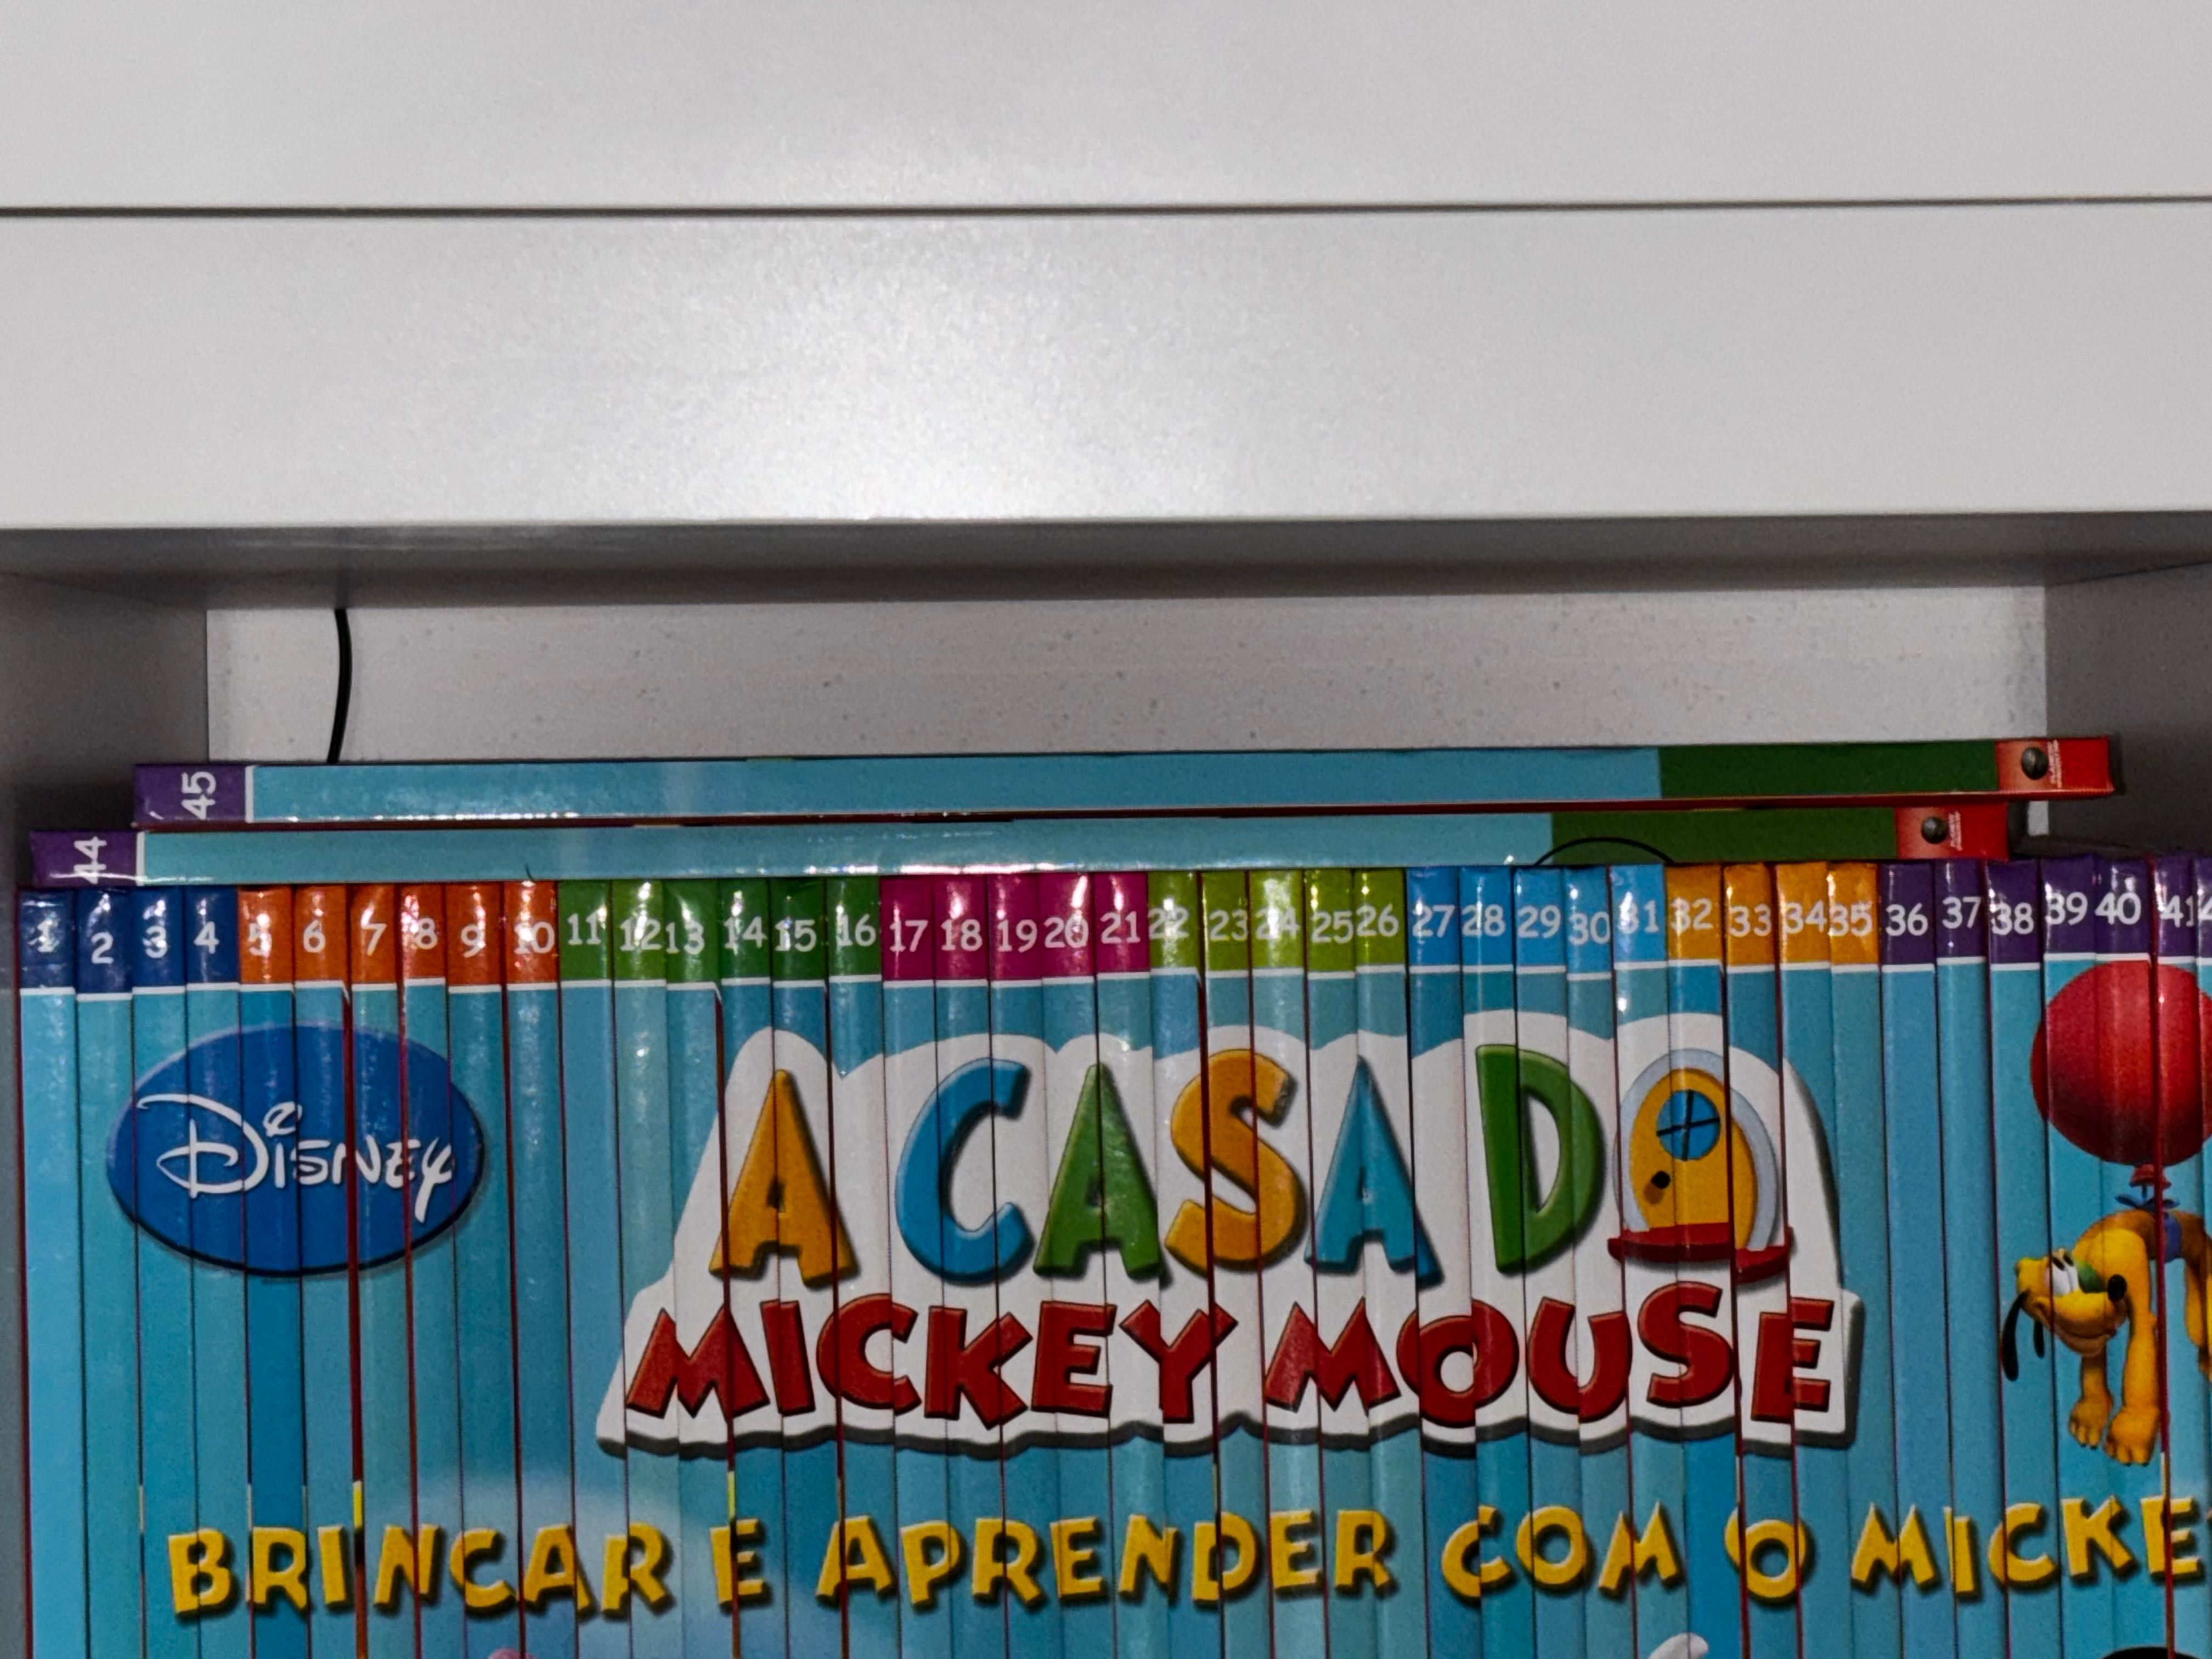 45
44
1 2 3 4 5 6 7 8 9 10 11 12 13 14 15 16 17 18 19 20 21 22 23 24 25 26 27 28 29 30 31 32 33 34 35 36 37 38 39 40 41
Disney
A CASA DO
MICKEY MOUSE
BRINCAR E APRENDER COM O MICKE